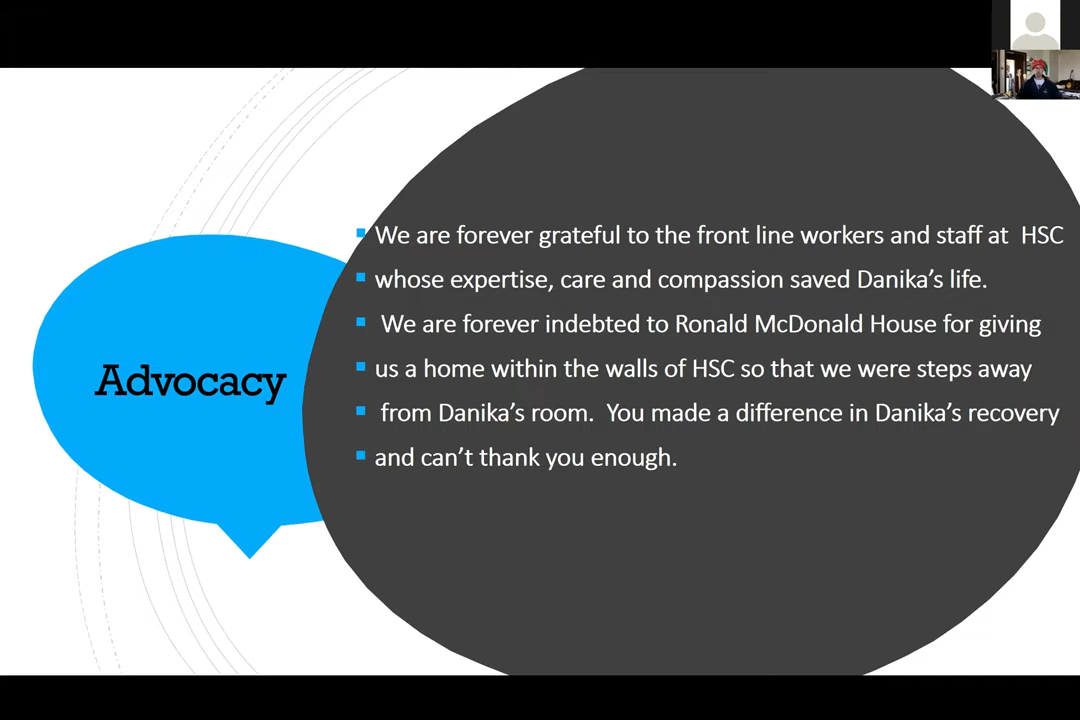 Advocacy
We are forever grateful to the front line workers and staff at HSC
whose expertise, care and compassion saved Danika’s life.
We are forever indebted to Ronald McDonald House for giving
us a home within the walls of HSC so that we were steps away
from Danika’s room. You made a difference in Danika’s recovery
and can’t thank you enough.